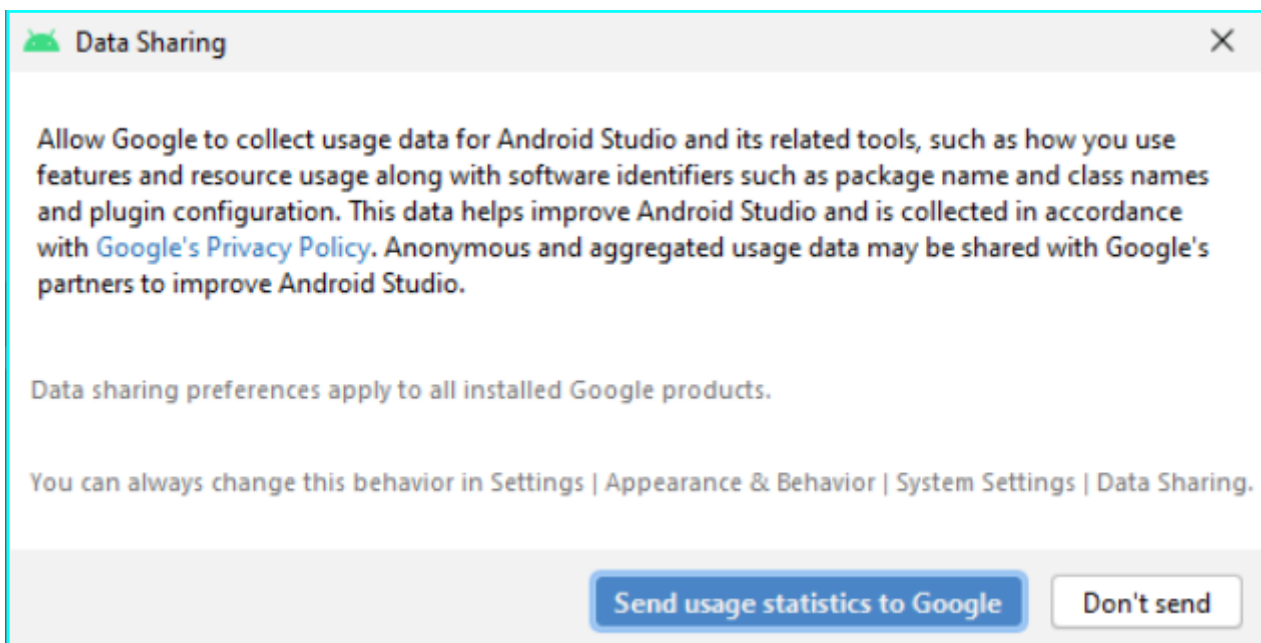 Data Sharing
Allow Google to collect usage data for Android Studio and its related tools, such as how you use
features and resource usage along with software identifiers such as package name and class names
and plugin configuration. This data helps improve Android Studio and is collected in accordance
with Google's Privacy Policy. Anonymous and aggregated usage data may be shared with Google's
partners to improve Android Studio.
Data sharing preferences apply to all installed Google products.
You can always change this behavior in Settings | Appearance & Behavior | System Settings | Data Sharing.
Send usage statistics to Google
Don't send